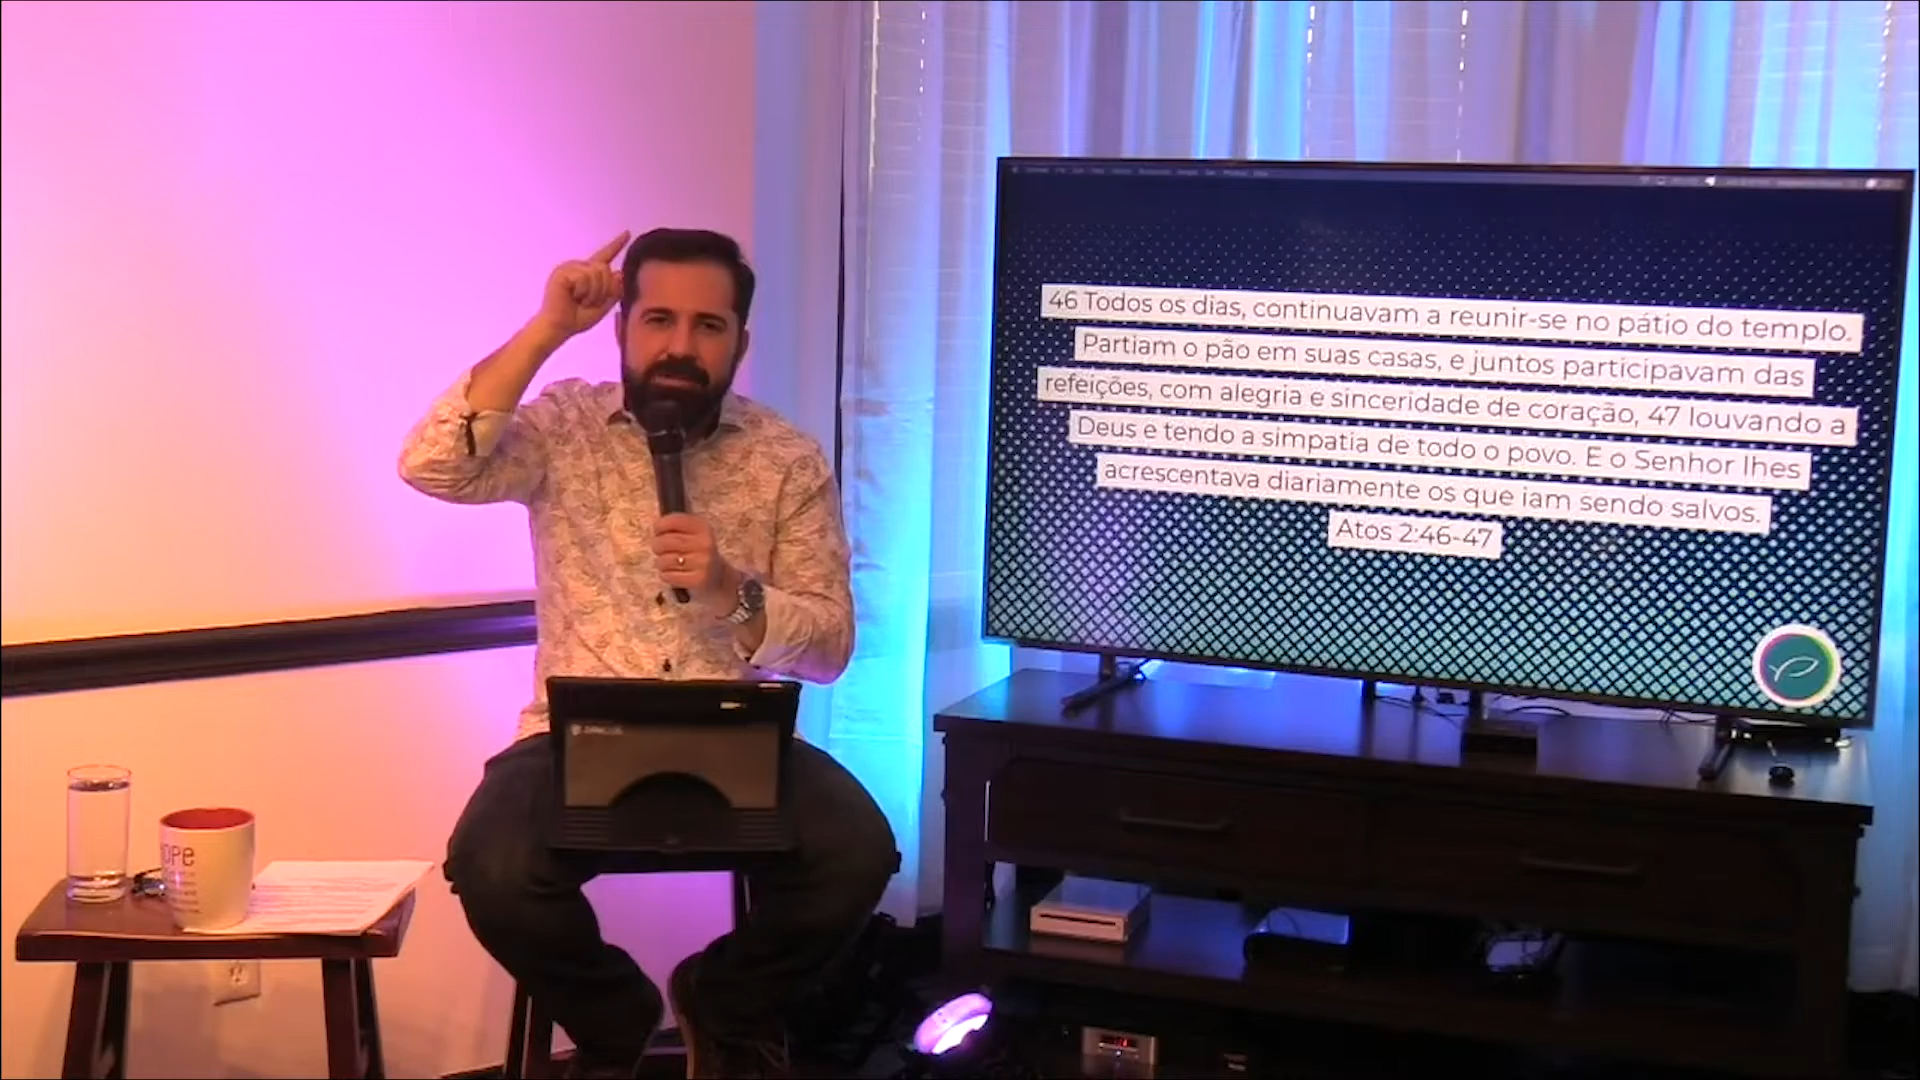 46 Todos os dias, continuavam a reunir-se no pátio do templo.
Partiam o pão em suas casas, e juntos participavam das
refeições, com alegria e sinceridade de coração, 47 louvando a
Deus e tendo a simpatia de todo o povo. E o Senhor lhes
acrescentava diariamente os que iam sendo salvos.
Atos 2:46-47